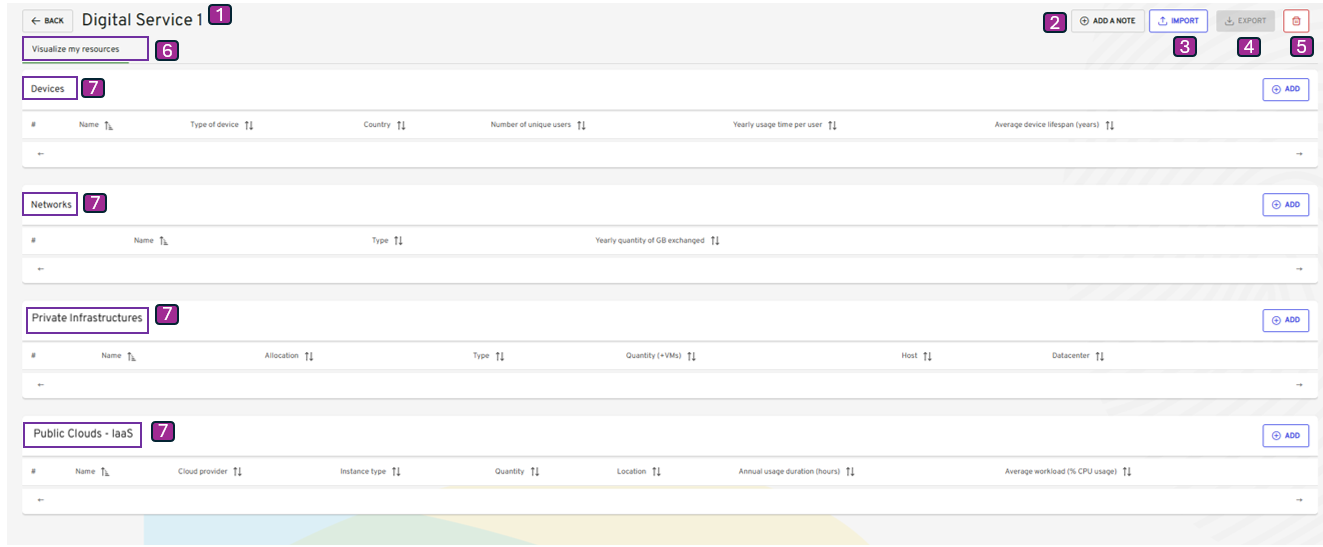 BACK Digital Service 1 1 2 ADD A NOTE IMPORT EXPORT
Visualize my resources 6 3 4 5
Devices 7 ADD
# Name Type of device Country Number of unique users Yearly usage time per user Average device lifespan (years)
Networks 7 ADD
# Name Type Yearly quantity of GB exchanged
Private Infrastructures 7 ADD
# Name Allocation Type Quantity (+VMs) Host Datacenter
Public Clouds - IaaS 7 ADD
# Name Cloud provider Instance type Quantity Location Annual usage duration (hours) Average workload (% CPU usage)